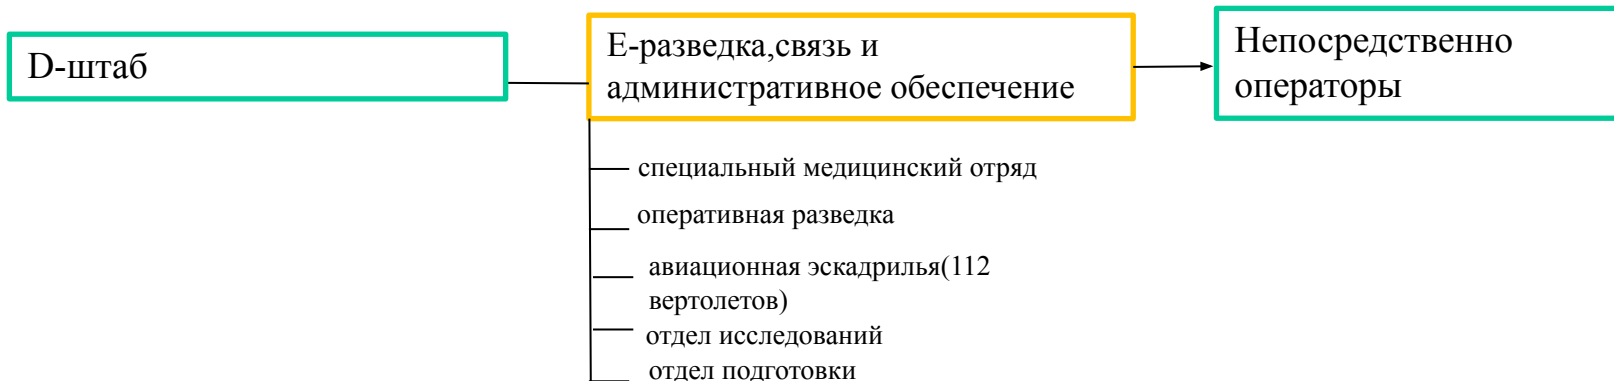 D-штаб
Е-разведка,связь и
административное обеспечение
Непосредственно
операторы
специальный медицинский отряд
оперативная разведка
авиационная эскадрилья(112
вертолетов)
отдел исследований
отдел подготовки